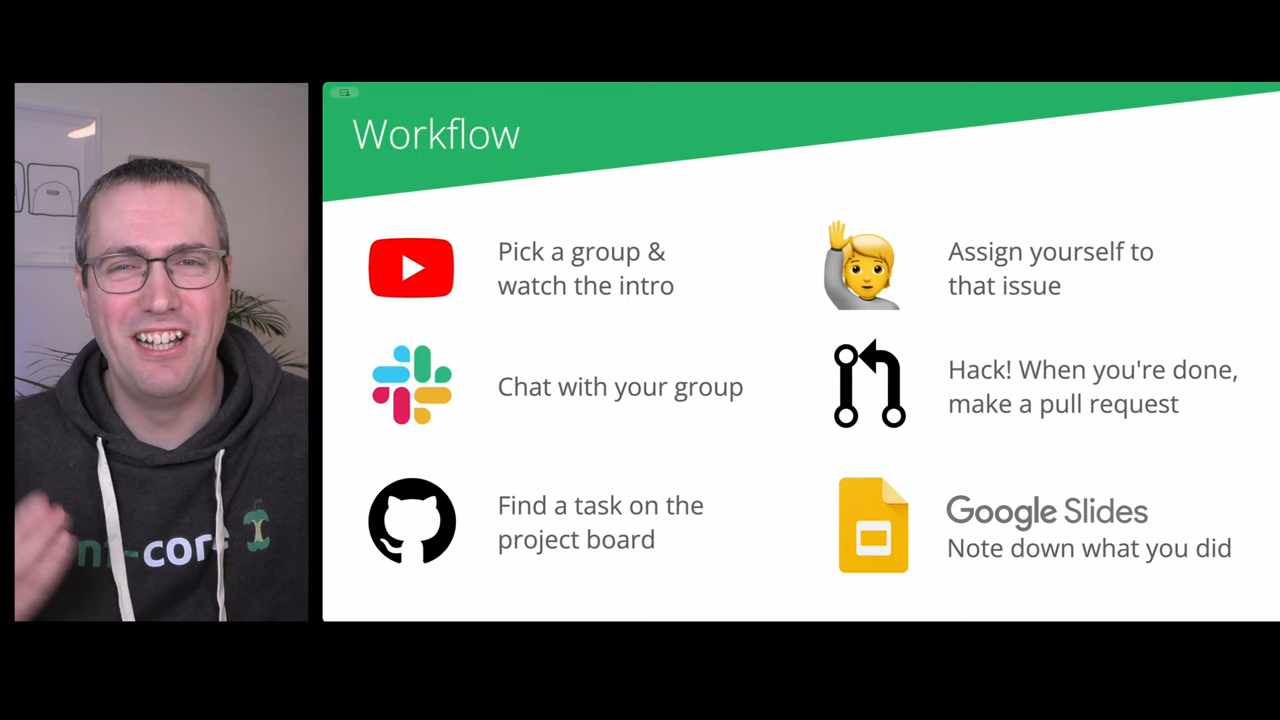 Workflow
Pick a group &
watch the intro
Chat with your group
Find a task on the
project board
Assign yourself to
that issue
Hack! When you're done,
make a pull request
Google Slides
Note down what you did